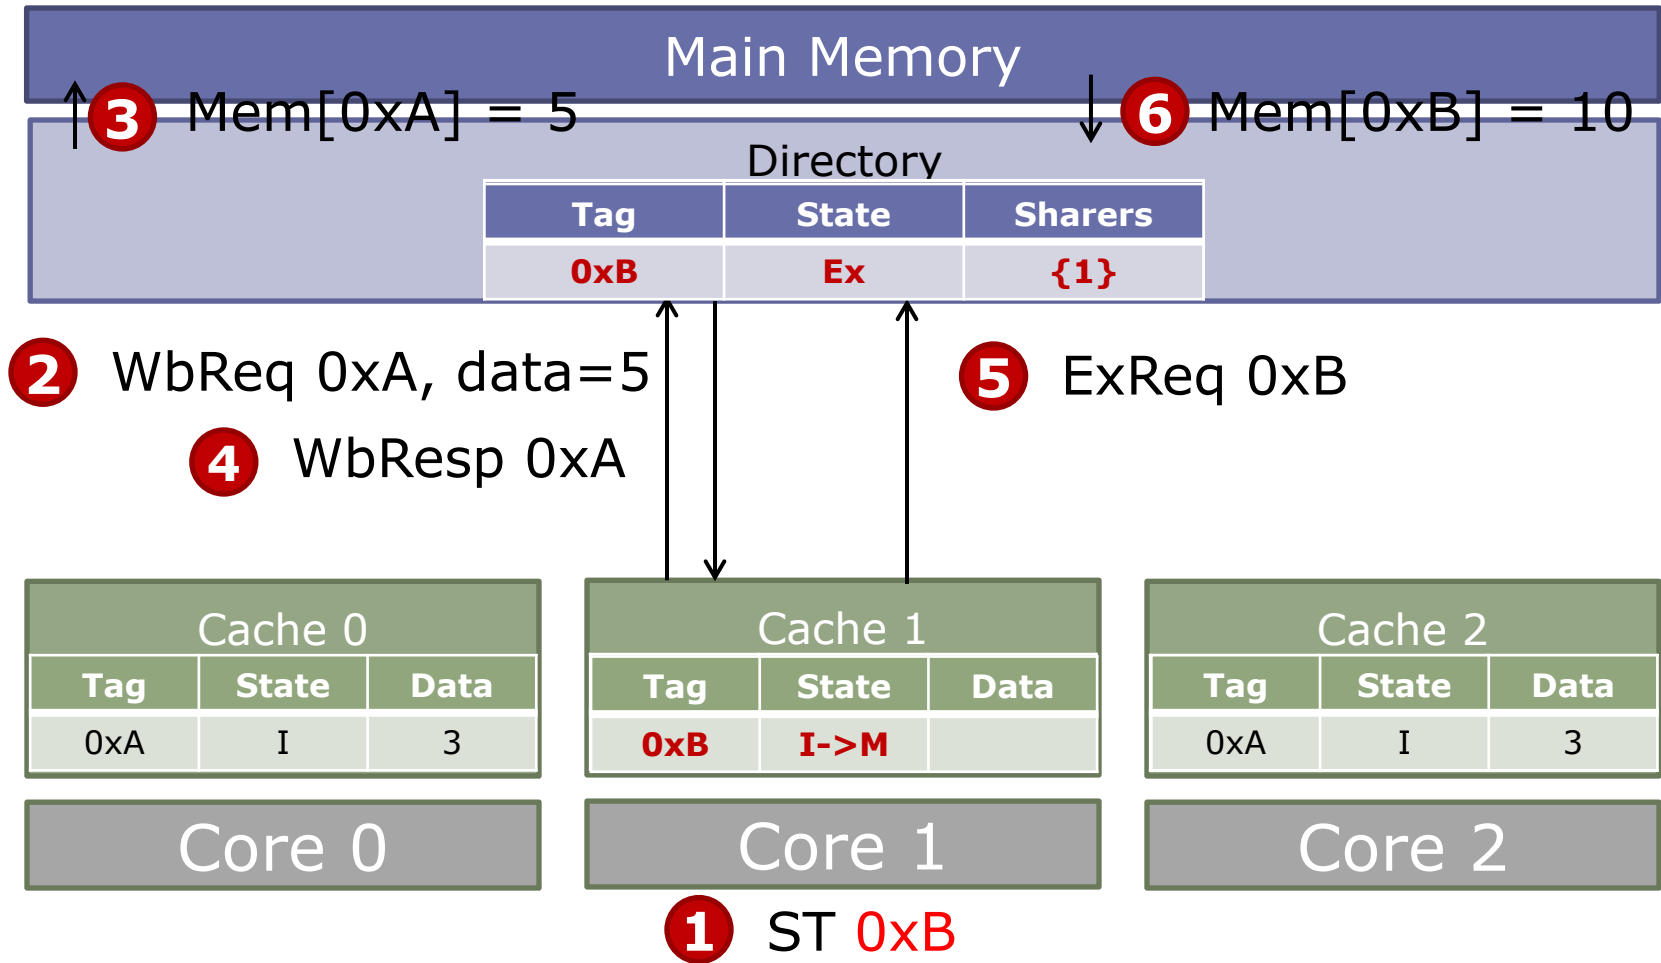 Main Memory
3 Mem[0xA] = 5
6 Mem[0xB] = 10
Directory
Tag State Sharers
0xB Ex {1}
2 WbReq 0xA, data=5
5 ExReq 0xB
4 WbResp 0xA
Cache 0
Tag State Data
0xA I 3
Cache 1
Tag State Data
0xB I->M
Cache 2
Tag State Data
0xA I 3
Core 0
Core 1
Core 2
1 ST 0xB